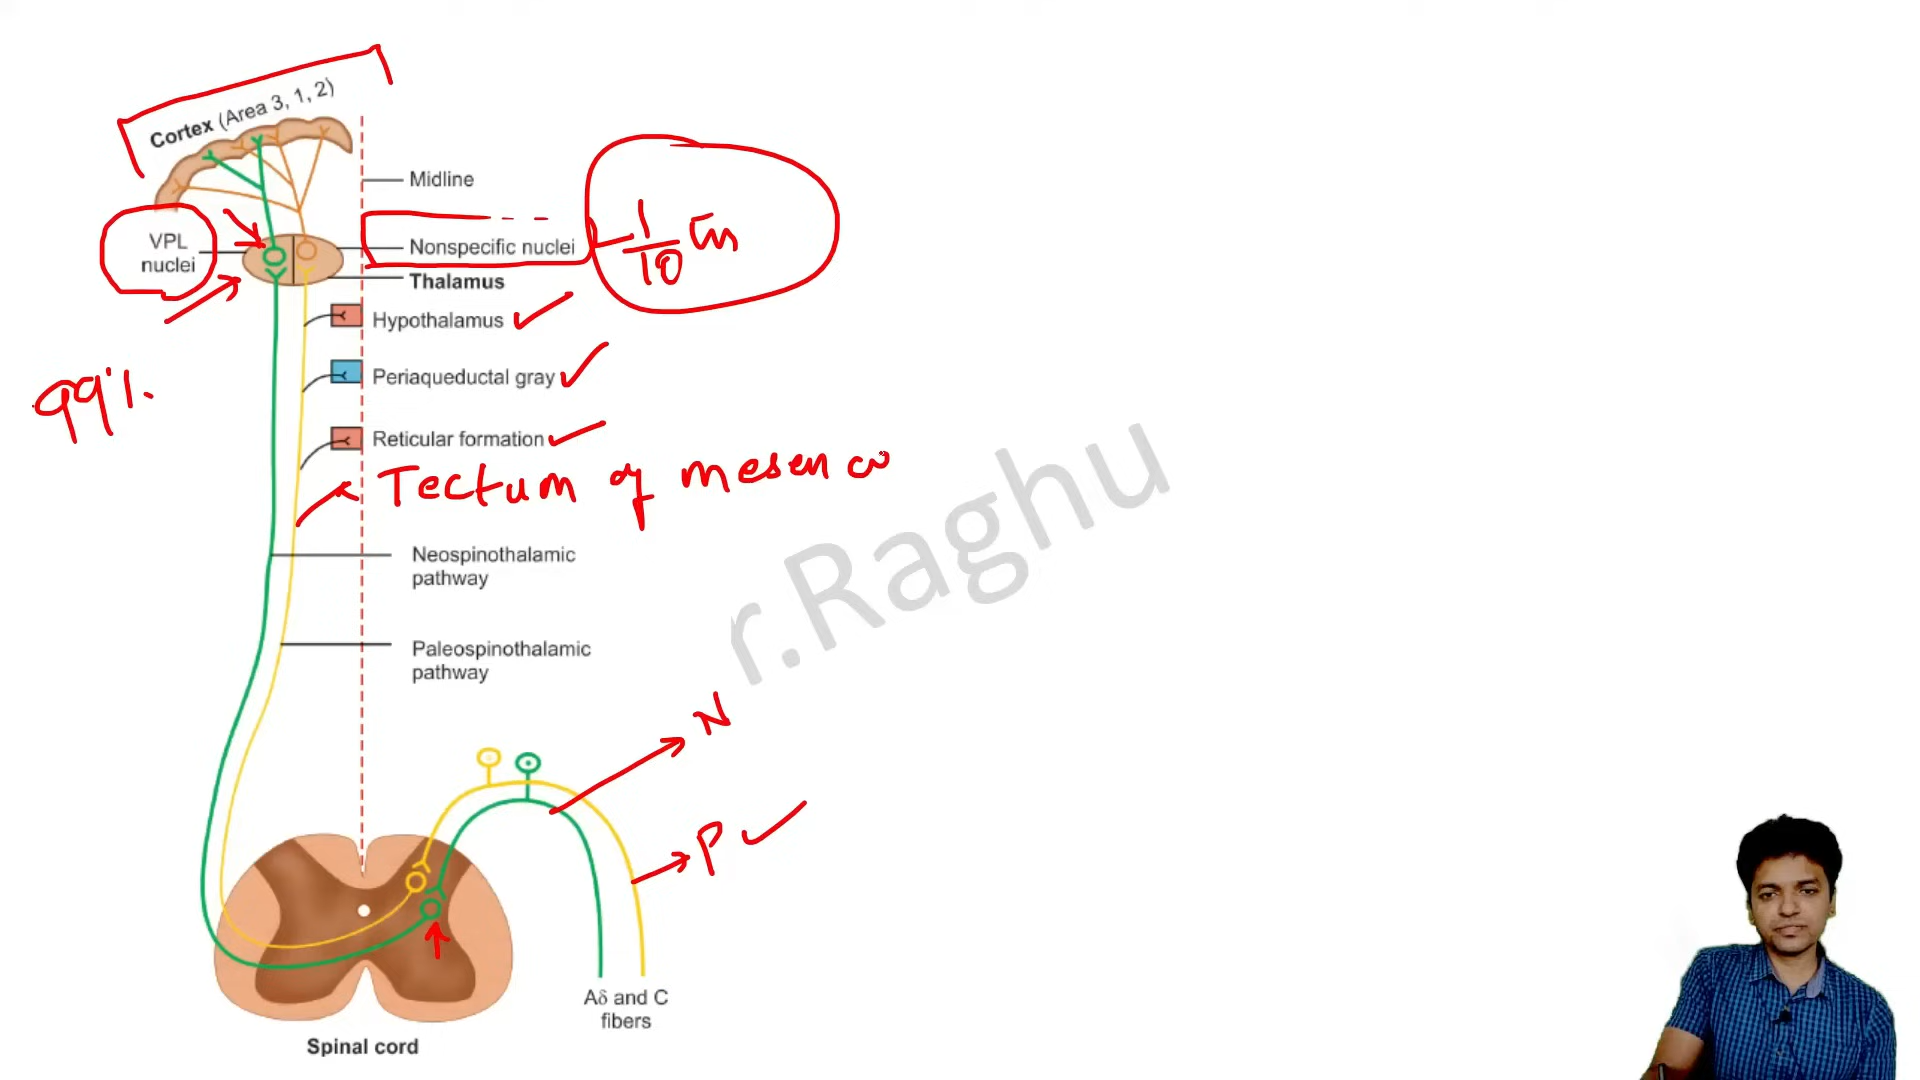 Cortex (Area 3, 1, 2)
Midline
VPL
nuclei
Nonspecific nuclei
1/10
Thalamus
Hypothalamus
Periaqueductal gray
99%.
Reticular formation
Tectum of mesen
Neospinothalamic
pathway
Paleospinothalamic
pathway
r.Raghu
N
P
Aδ and C
fibers
Spinal cord